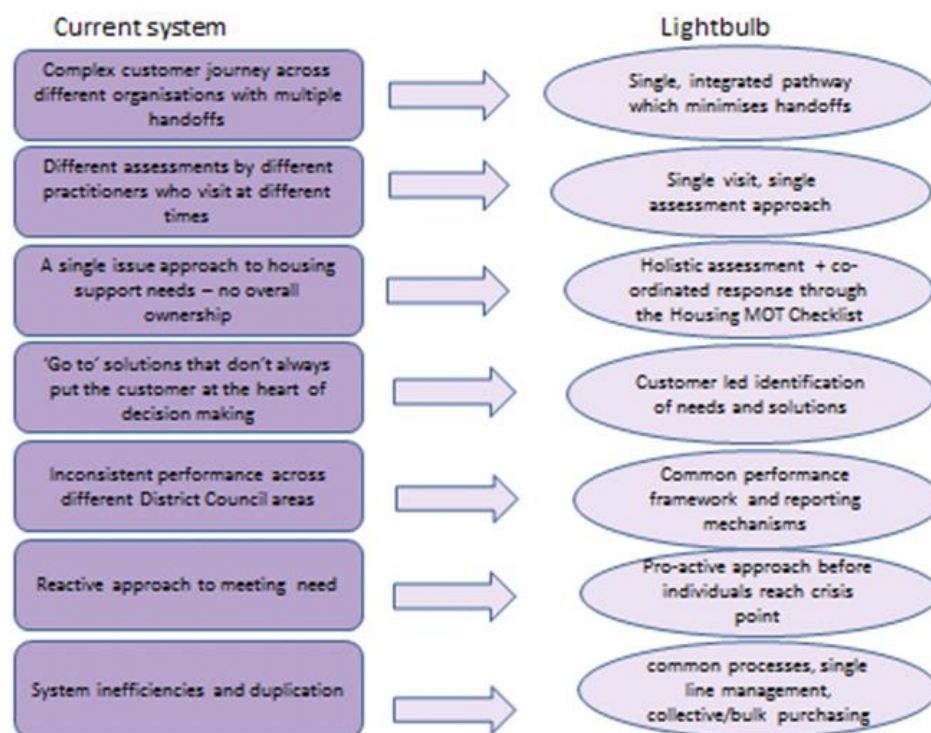 Current system
Lightbulb
Complex customer journey across
different organisations with multiple
handoffs
Single, integrated pathway
which minimises handoffs
Different assessments by different
practitioners who visit at different
times
Single visit, single
assessment approach
A single issue approach to housing
support needs – no overall
ownership
Holistic assessment + co-
ordinated response through
the Housing MOT Checklist
'Go to' solutions that don't always
put the customer at the heart of
decision making
Customer led identification
of needs and solutions
Inconsistent performance across
different District Council areas
Common performance
framework and reporting
mechanisms
Reactive approach to meeting need
Pro-active approach before
individuals reach crisis
point
System inefficiencies and duplication
common processes, single
line management,
collective/bulk purchasing